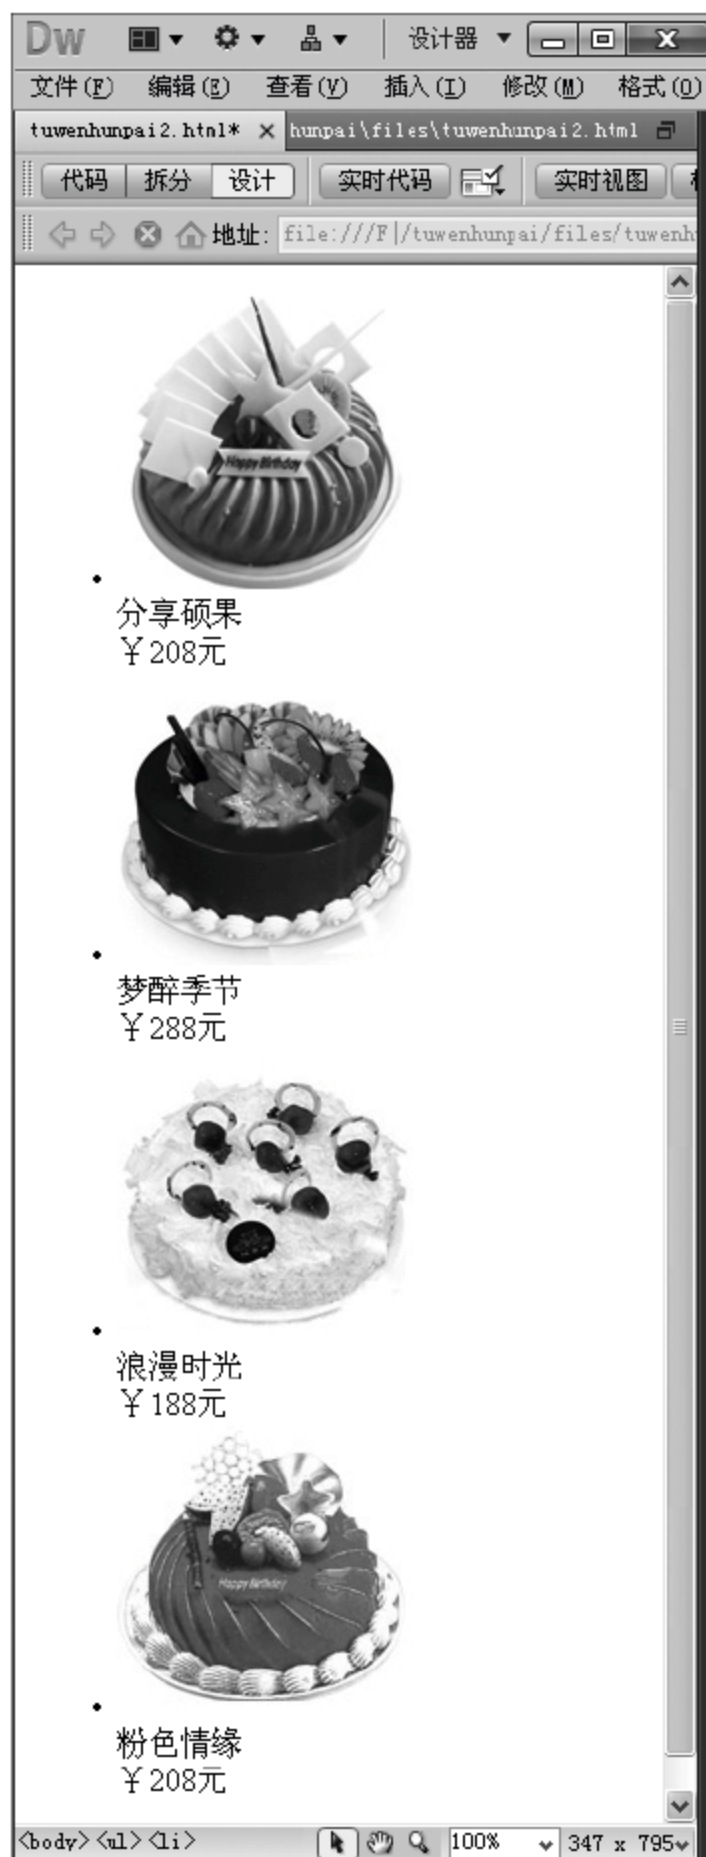 Dw 设计器
文件(F) 编辑(E) 查看(V) 插入(I) 修改(M) 格式(O)
tuwenhunpai2.html* hunpai\files\tuwenhunpai2.html
代码 拆分 设计 实时代码 实时视图
地址: file:///F|/tuwenhunpai/files/tuwenh
Happy Birthday
分享硕果
￥208元
梦醉季节
￥288元
浪漫时光
￥188元
Happy Birthday
粉色情缘
￥208元
<body> <ul> <li> 100% 347 x 795